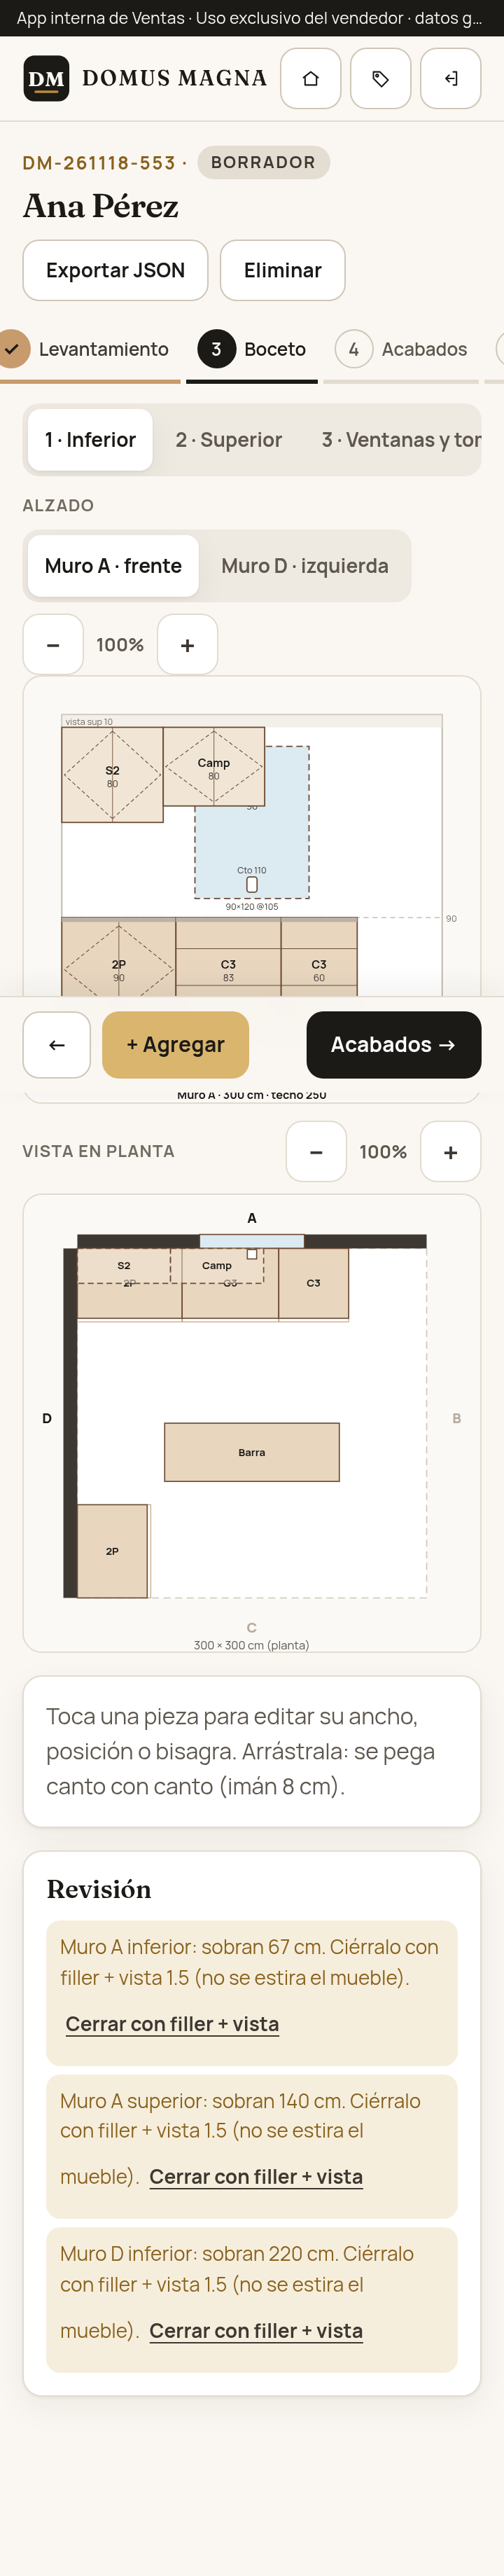 App interna de Ventas · Uso exclusivo del vendedor · datos g…
DM
DOMUS MAGNA
DM-261118-553 ·
BORRADOR
Ana Pérez
Exportar JSON
Eliminar
Levantamiento
3
Boceto
4
Acabados
1 · Inferior
2 · Superior
3 · Ventanas y tor
ALZADO
Muro A · frente
Muro D · izquierda
−
100%
+
vista sup 10
S2
80
Camp
80
Cto 110
90×120 @105
90
2P
90
C3
83
C3
60
←
+ Agregar
Acabados →
Muro A · 300 cm · techo 250
VISTA EN PLANTA
−
100%
+
A
S2
2P
Camp
C3
C3
D
B
Barra
2P
C
300 × 300 cm (planta)
Toca una pieza para editar su ancho,
posición o bisagra. Arrástrala: se pega
canto con canto (imán 8 cm).
Revisión
Muro A inferior: sobran 67 cm. Ciérralo con
filler + vista 1.5 (no se estira el mueble).
Cerrar con filler + vista
Muro A superior: sobran 140 cm. Ciérralo
con filler + vista 1.5 (no se estira el
mueble). Cerrar con filler + vista
Muro D inferior: sobran 220 cm. Ciérralo
con filler + vista 1.5 (no se estira el
mueble). Cerrar con filler + vista